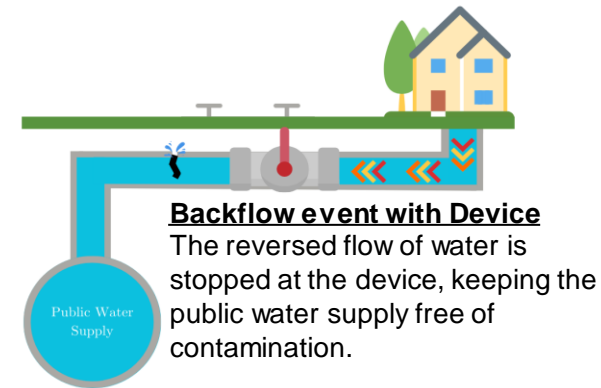 Backflow event with Device
The reversed flow of water is
stopped at the device, keeping the
public water supply free of
contamination.
Public Water
Supply